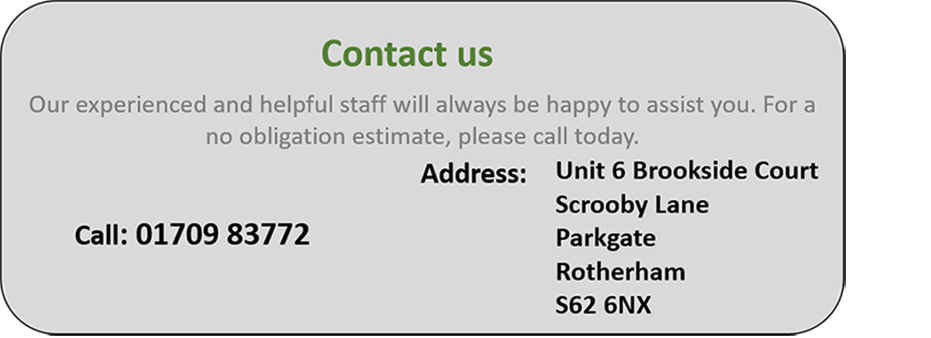 Contact us
Our experienced and helpful staff will always be happy to assist you. For a
no obligation estimate, please call today.
Call: 01709 83772
Address:
Unit 6 Brookside Court
Scrooby Lane
Parkgate
Rotherham
S62 6NX